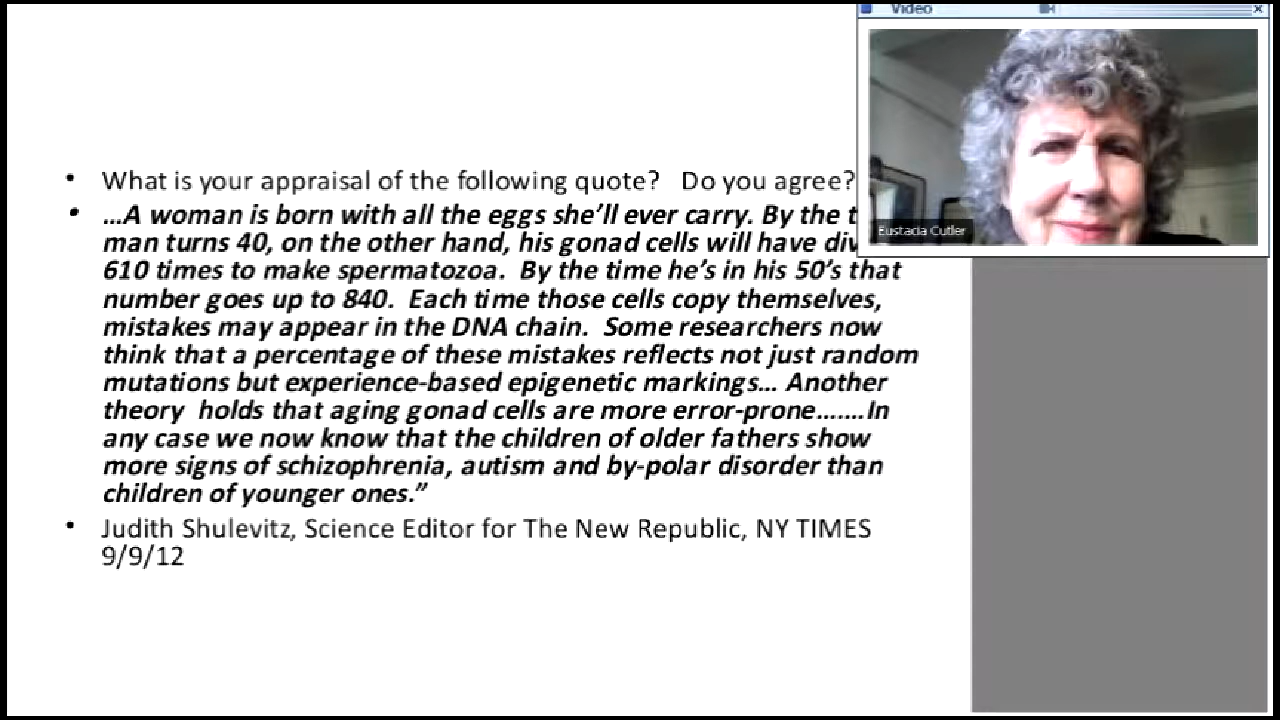 Video
Eustacia Cutler
• What is your appraisal of the following quote? Do you agree?
• …A woman is born with all the eggs she’ll ever carry. By the
man turns 40, on the other hand, his gonad cells will have
610 times to make spermatozoa. By the time he’s in his 50’s that
number goes up to 840. Each time those cells copy themselves,
mistakes may appear in the DNA chain. Some researchers now
think that a percentage of these mistakes reflects not just random
mutations but experience-based epigenetic markings… Another
theory holds that aging gonad cells are more error-prone…….In
any case we now know that the children of older fathers show
more signs of schizophrenia, autism and by-polar disorder than
children of younger ones.”
• Judith Shulevitz, Science Editor for The New Republic, NY TIMES
9/9/12